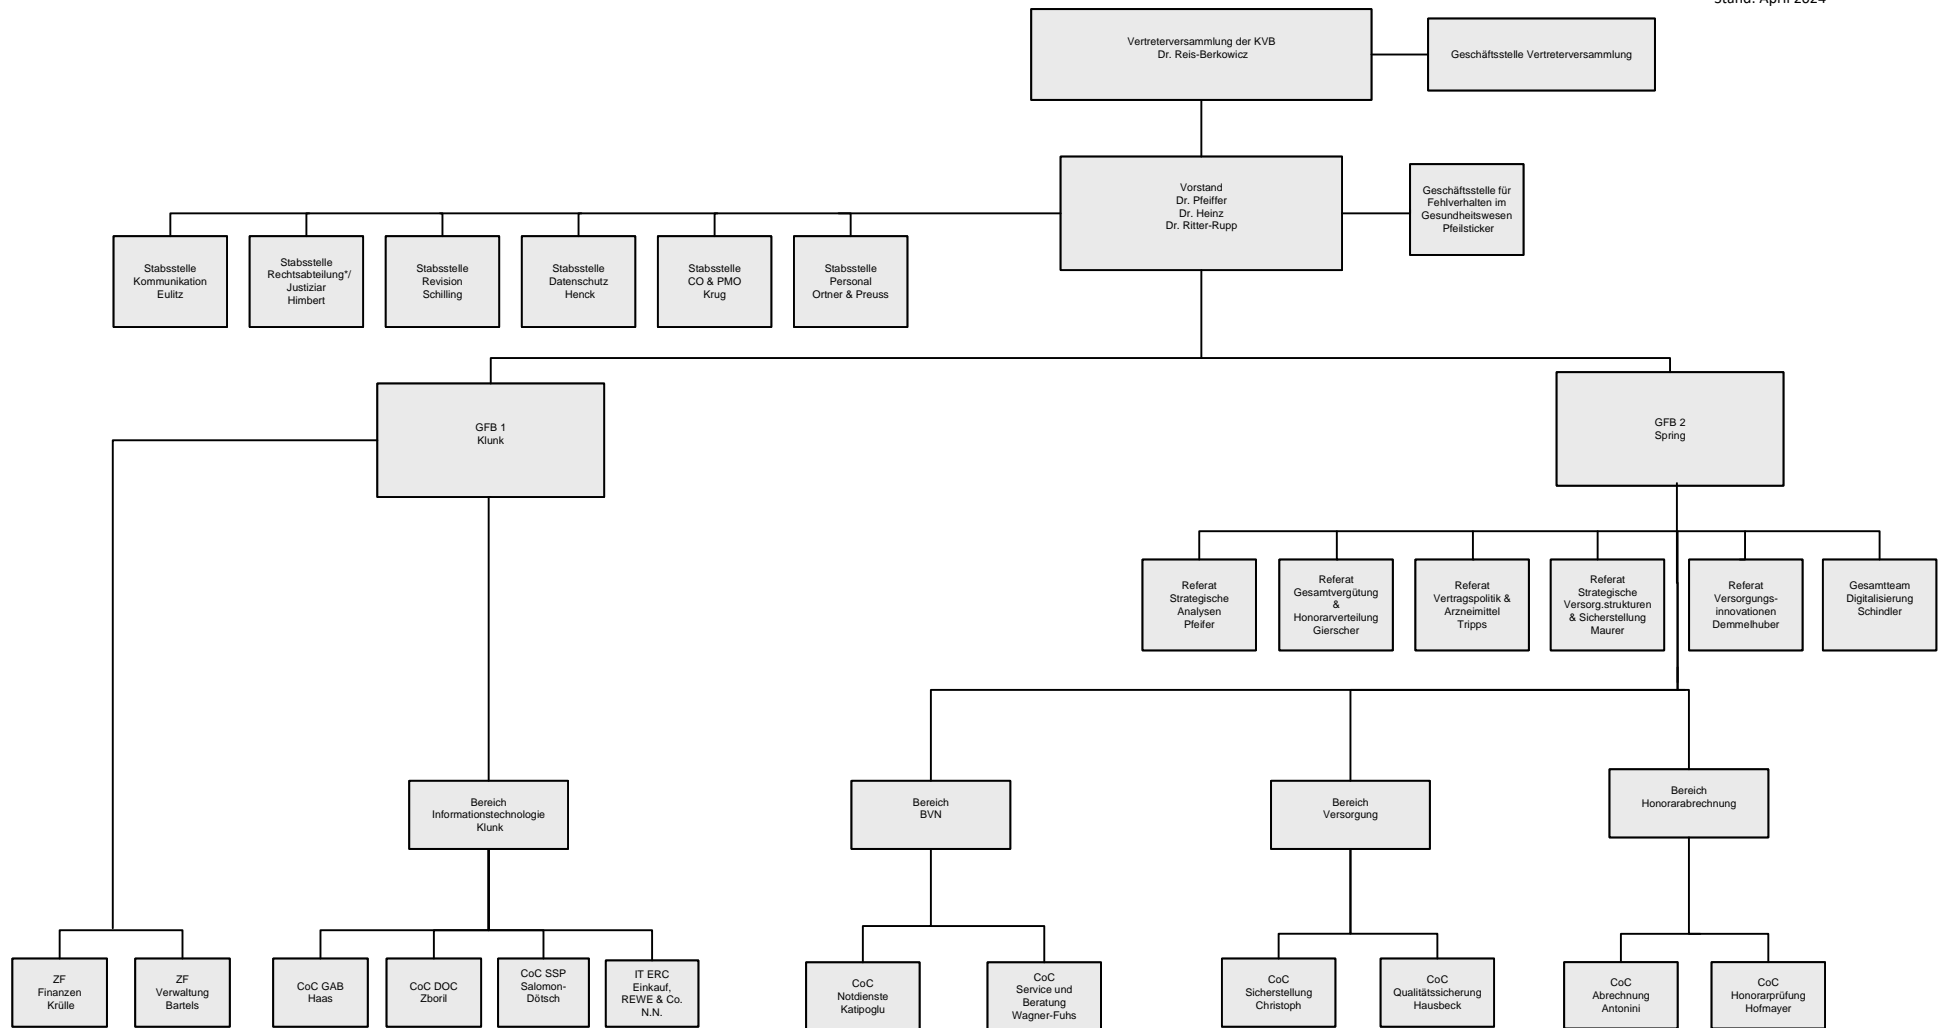 Stand: April 2024
Vertreterversammlung der KVB
Dr. Reis-Berkowicz
Geschäftsstelle Vertreterversammlung
Vorstand
Dr. Pfeiffer
Dr. Heinz
Dr. Ritter-Rupp
Geschäftsstelle für
Fehlverhalten im
Gesundheitswesen
Pfeilsticker
Stabsstelle
Kommunikation
Eulitz
Stabsstelle
Rechtsabteilung*/
Justiziar
Himbert
Stabsstelle
Revision
Schilling
Stabsstelle
Datenschutz
Henck
Stabsstelle
CO & PMO
Krug
Stabsstelle
Personal
Ortner & Preuss
GFB 1
Klunk
GFB 2
Spring
Referat
Strategische
Analysen
Pfeifer
Referat
Gesamtvergütung
&
Honorarverteilung
Gierscher
Referat
Vertragspolitik &
Arzneimittel
Tripps
Referat
Strategische
Versorg.strukturen
& Sicherstellung
Maurer
Referat
Versorgungs-
innovationen
Demmelhuber
Gesamtteam
Digitalisierung
Schindler
Bereich
Informationstechnologie
Klunk
Bereich
BVN
Bereich
Versorgung
Bereich
Honorarabrechnung
ZF
Finanzen
Krülle
ZF
Verwaltung
Bartels
CoC GAB
Haas
CoC DOC
Zboril
CoC SSP
Salomon-
Dötsch
IT ERC
Einkauf,
REWE & Co.
N.N.
CoC
Notdienste
Katipoglu
CoC
Service und
Beratung
Wagner-Fuhs
CoC
Sicherstellung
Christoph
CoC
Qualitätssicherung
Hausbeck
CoC
Abrechnung
Antonini
CoC
Honorarprüfung
Hofmayer